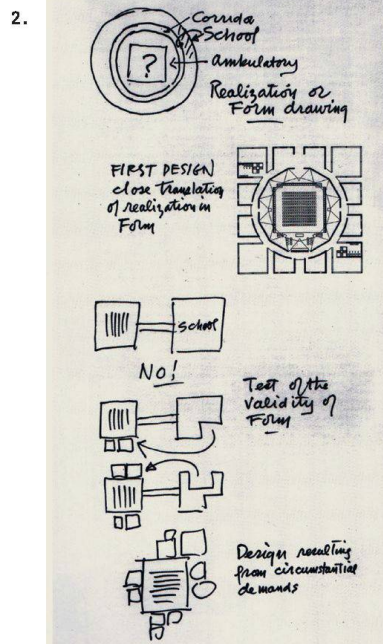 2.
Corridor
School
Ambulatory
?
Realization or
Form drawing
FIRST DESIGN
close translation
of realization in
Form
School
NO!
Test of the
validity of
Form
Design resulting
from circumstantial
demands